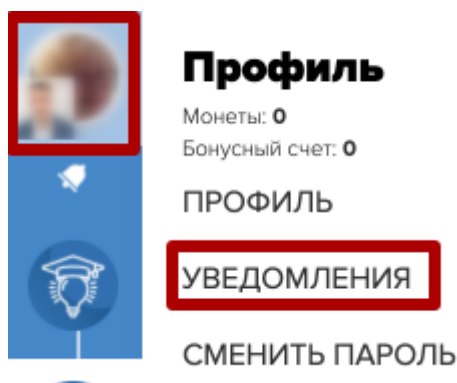 Профиль
Монеты: 0
Бонусный счет: 0
ПРОФИЛЬ
УВЕДОМЛЕНИЯ
СМЕНИТЬ ПАРОЛЬ